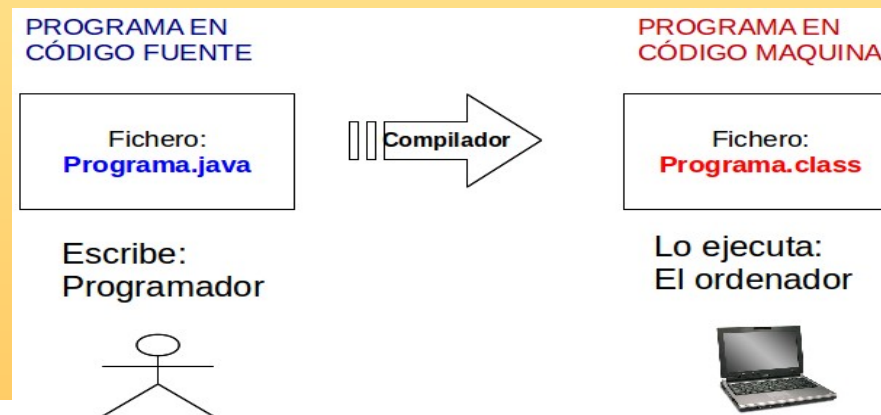 PROGRAMA EN
CÓDIGO FUENTE
Fichero:
Programa.java
Escribe:
Programador
Compilador
PROGRAMA EN
CÓDIGO MAQUINA
Fichero:
Programa.class
Lo ejecuta:
El ordenador